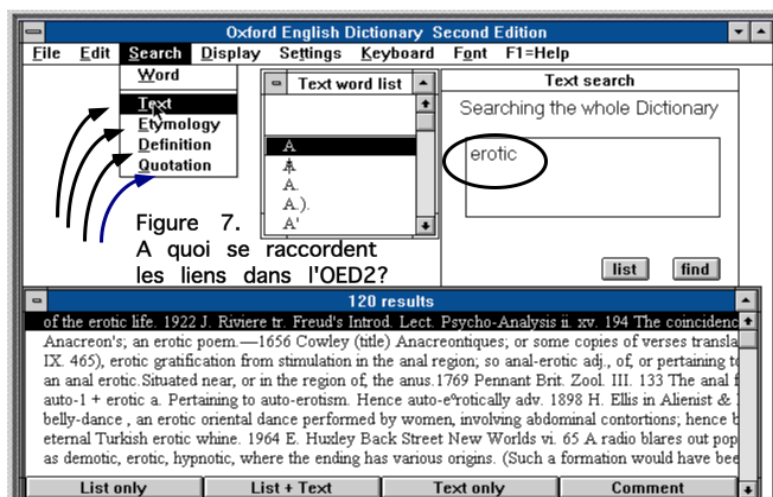 Oxford English Dictionary Second Edition
File Edit Search Display Settings Keyboard Font F1=Help
Word
Text
Etymology
Definition
Quotation
Text word list
A
A
A.
A.).
A'
Text search
Searching the whole Dictionary
erotic
list find
Figure 7.
A quoi se raccordent
les liens dans l'OED2?
120 results
of the erotic life. 1922 J. Riviere tr. Freud's Introd. Lect. Psycho-Analysis ii. xv. 194 The coincidenc
Anacreon's; an erotic poem.—1656 Cowley (title) Anacreontiques; or some copies of verses transla
IX. 465), erotic gratification from stimulation in the anal region; so anal-erotic adj., of, or pertaining to
an anal erotic.Situated near, or in the region of, the anus.1769 Pennant Brit. Zool. III. 133 The anal f
auto-1 + erotic a. Pertaining to auto-erotism. Hence auto-eºrotically adv. 1898 H. Ellis in Alienist &
belly-dance , an erotic oriental dance performed by women, involving abdominal contortions; hence b
eternal Turkish erotic whine. 1964 E. Huxley Back Street New Worlds vi. 65 A radio blares out pop
as demotic, erotic, hypnotic, where the ending has various origins. (Such a formation would have bee
List only List + Text Text only Comment